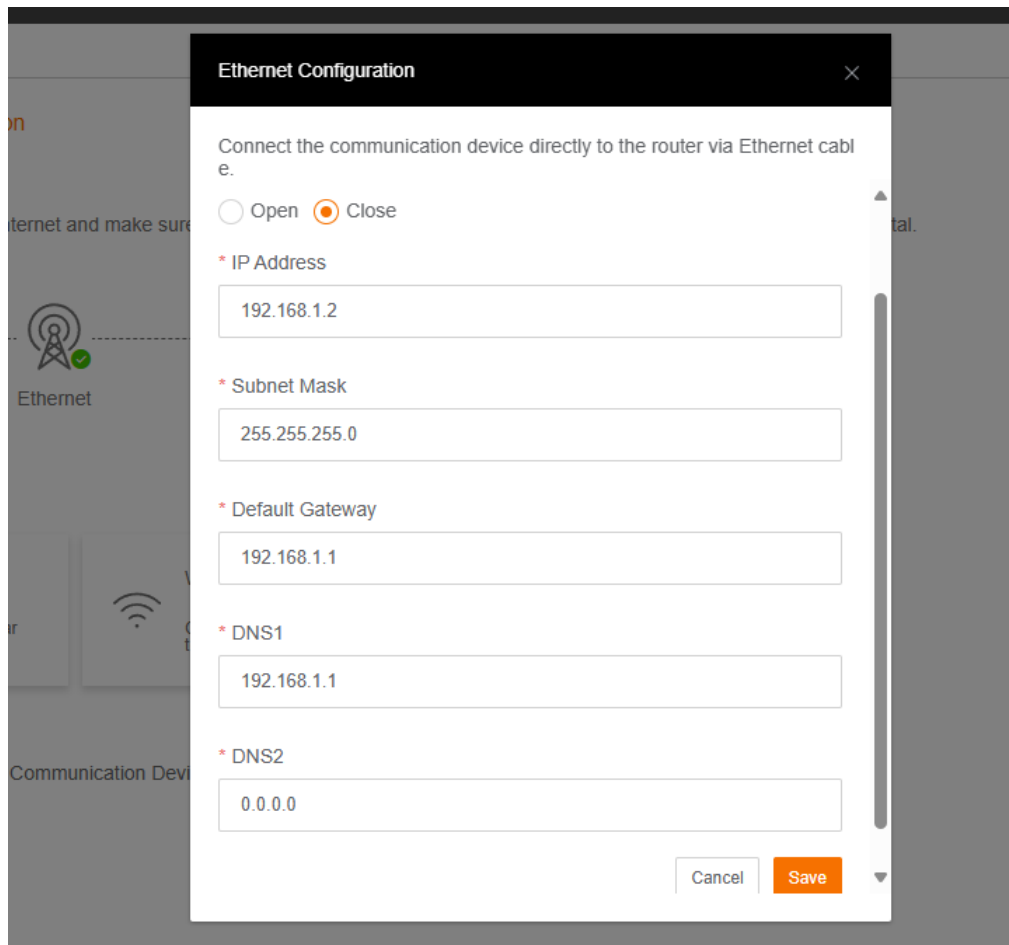 Ethernet Configuration
on
Connect the communication device directly to the router via Ethernet cabl
e.
Open Close
nternet and make sure
tal.
* IP Address
192.168.1.2
* Subnet Mask
255.255.255.0
Ethernet
* Default Gateway
192.168.1.1
* DNS1
192.168.1.1
* DNS2
0.0.0.0
Communication Devi
Cancel Save